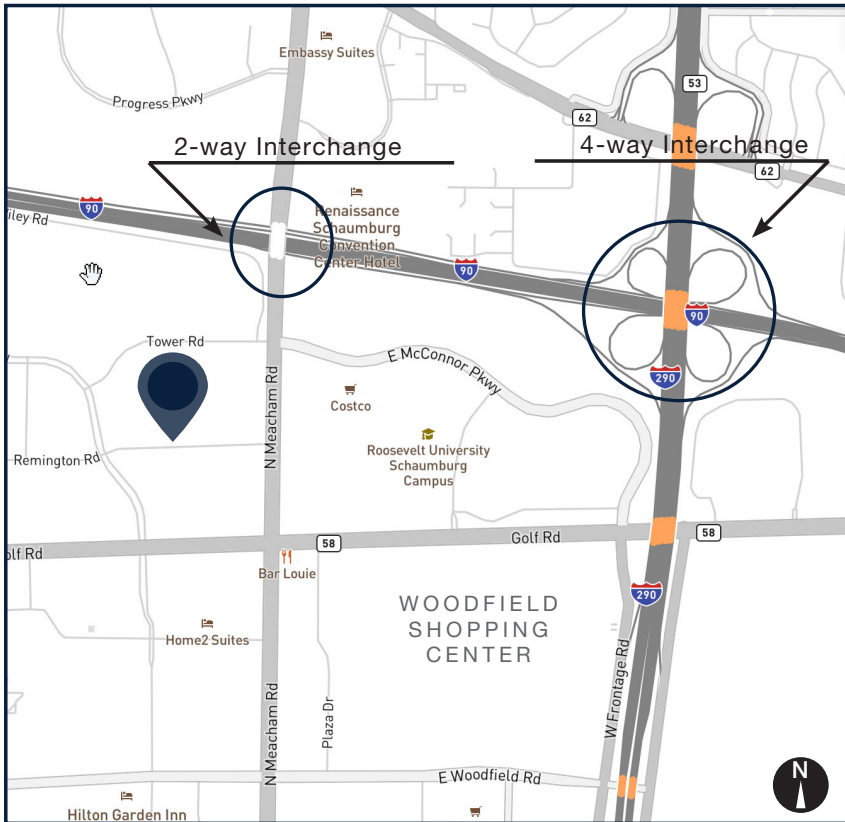 Embassy Suites
53
Progress Pkwy
62
2-way Interchange
4-way Interchange
62
90
iley Rd
Renaissance
Schaumburg
Convention
Center Hotel
90
90
Tower Rd
E McConnor Pkwy
290
N Meacham Rd
Costco
Roosevelt University
Schaumburg
Campus
Remington Rd
olf Rd
58
Golf Rd
58
Bar Louie
290
WOODFIELD
SHOPPING
CENTER
Home2 Suites
W Frontage Rd
Plaza Dr
N Meacham Rd
E Woodfield Rd
N
Hilton Garden Inn